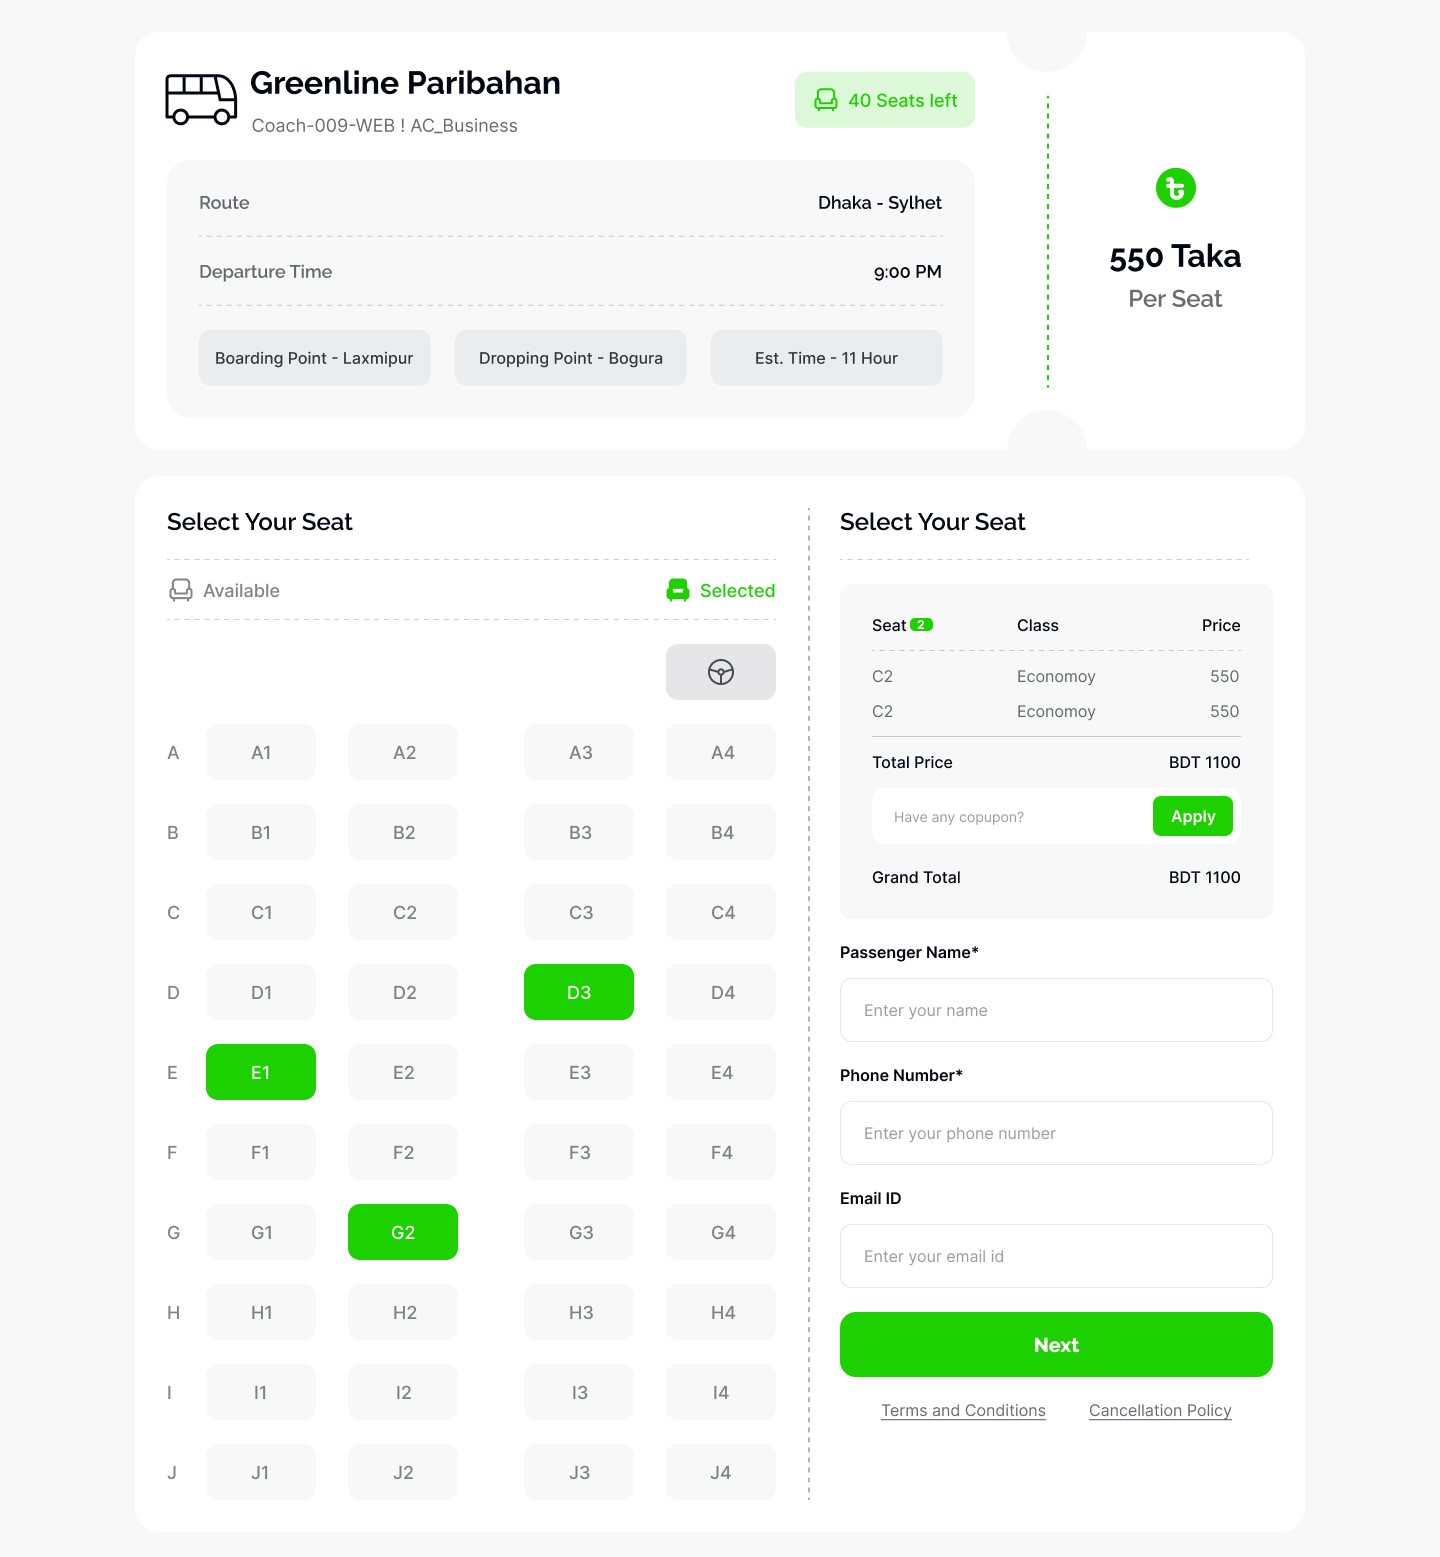 Greenline Paribahan
Coach-009-WEB ! AC_Business
40 Seats left
Route
Dhaka - Sylhet
Departure Time
9:00 PM
Boarding Point - Laxmipur
Dropping Point - Bogura
Est. Time - 11 Hour
৳
550 Taka
Per Seat
Select Your Seat
Available
Selected
A A1 A2 A3 A4
B B1 B2 B3 B4
C C1 C2 C3 C4
D D1 D2 D3 D4
E E1 E2 E3 E4
F F1 F2 F3 F4
G G1 G2 G3 G4
H H1 H2 H3 H4
I I1 I2 I3 I4
J J1 J2 J3 J4
Select Your Seat
Seat 2 Class Price
C2 Economoy 550
C2 Economoy 550
Total Price BDT 1100
Have any copupon? Apply
Grand Total BDT 1100
Passenger Name*
Enter your name
Phone Number*
Enter your phone number
Email ID
Enter your email id
Next
Terms and Conditions Cancellation Policy